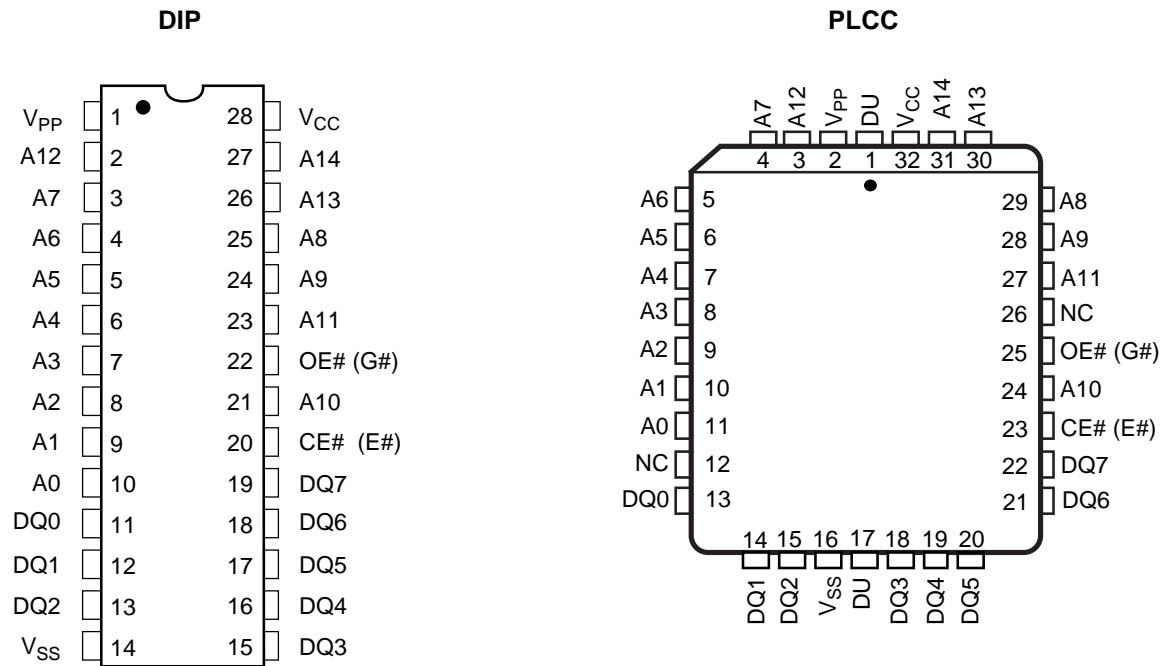 DIP
V_PP 1 28 V_CC
A12 2 27 A14
A7 3 26 A13
A6 4 25 A8
A5 5 24 A9
A4 6 23 A11
A3 7 22 OE# (G#)
A2 8 21 A10
A1 9 20 CE# (E#)
A0 10 19 DQ7
DQ0 11 18 DQ6
DQ1 12 17 DQ5
DQ2 13 16 DQ4
V_SS 14 15 DQ3
PLCC
A7 A12 V_PP DU V_CC A14 A13
4 3 2 1 32 31 30
A6 5 29 A8
A5 6 28 A9
A4 7 27 A11
A3 8 26 NC
A2 9 25 OE# (G#)
A1 10 24 A10
A0 11 23 CE# (E#)
NC 12 22 DQ7
DQ0 13 21 DQ6
14 15 16 17 18 19 20
DQ1 DQ2 V_SS DU DQ3 DQ4 DQ5